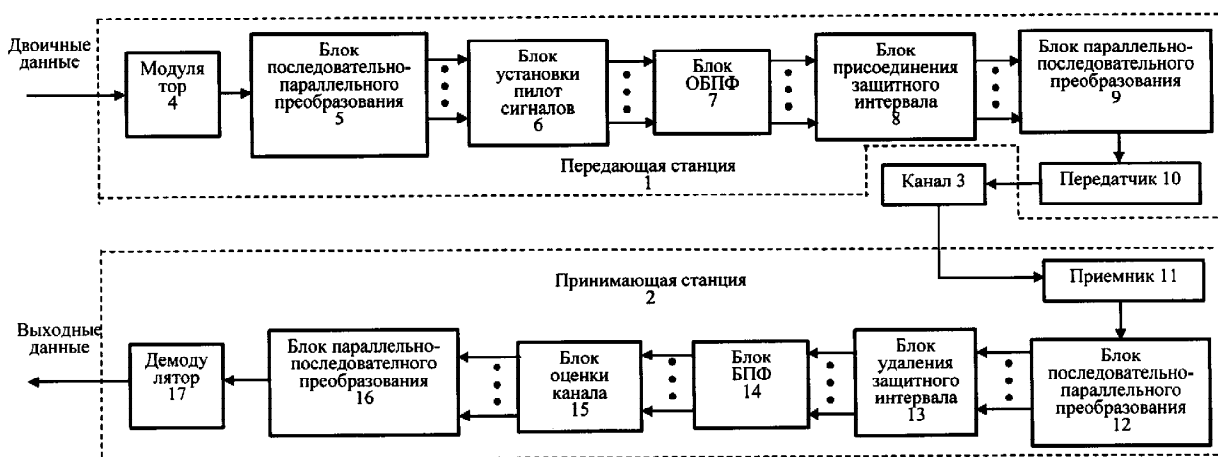 Двоичные
данные
Модуля
тор
4
Блок
последовательно-
параллельного
преобразования
5
Блок
установки
пилот
сигналов
6
Блок
ОБПФ
7
Блок
присоединения
защитного
интервала
8
Блок параллельно-
последовательного
преобразования
9
Передающая станция
1
Канал 3
Передатчик 10
Принимающая станция
2
Приемник 11
Выходные
данные
Демоду
лятор
17
Блок параллельно-
последователного
преобразования
16
Блок
оценки
канала
15
Блок
БПФ
14
Блок
удаления
защитного
интервала
13
Блок
последовательно-
параллельного
преобразования
12